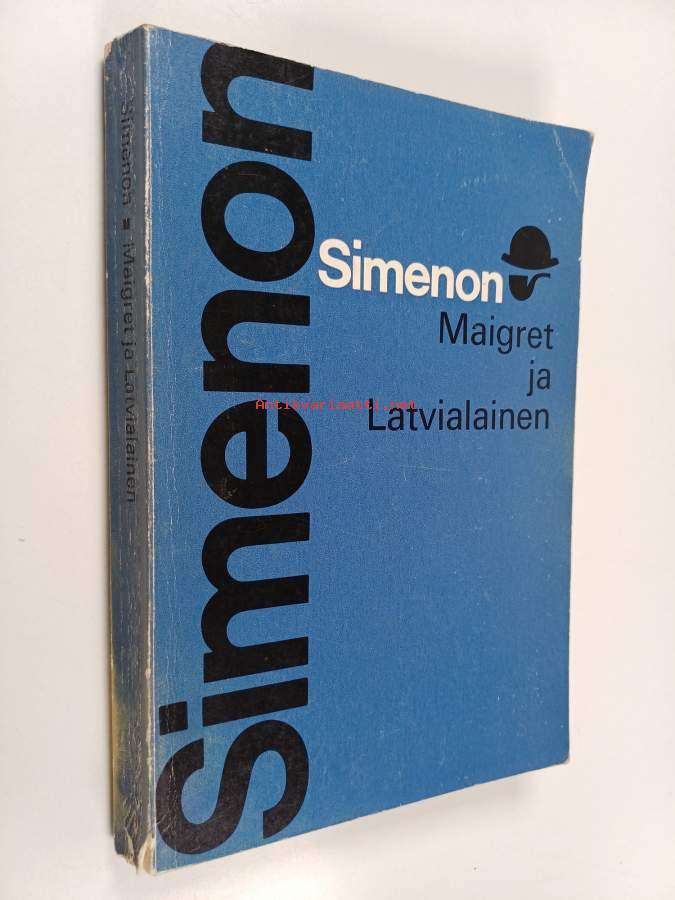 Simenon ■ Maigret ja Latvialainen
Simenon
Simenon
Maigret
ja
Latvialainen
Antikvariaatti.net